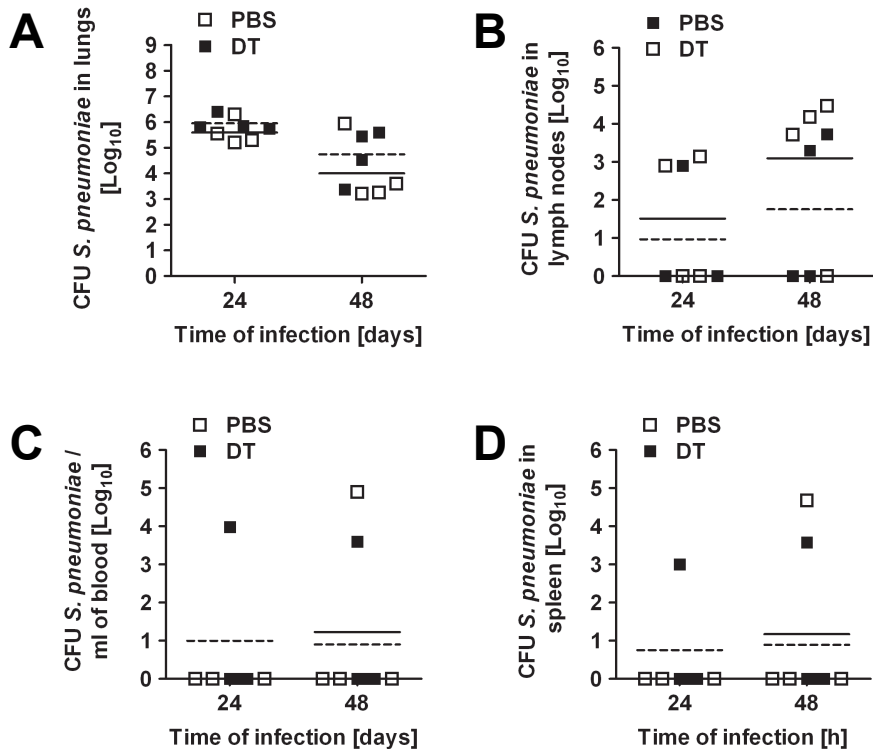 A
PBS
DT
CFU S. pneumoniae in lungs
[Log10]
9
8
7
6
5
4
3
2
1
0
24
48
Time of infection [days]
B
PBS
DT
CFU S. pneumoniae in
lymph nodes [Log10]
6
5
4
3
2
1
0
24
48
Time of infection [days]
C
PBS
DT
CFU S. pneumoniae /
ml of blood [Log10]
6
5
4
3
2
1
0
24
48
Time of infection [days]
D
PBS
DT
CFU S. pneumoniae in
spleen [Log10]
6
5
4
3
2
1
0
24
48
Time of infection [h]